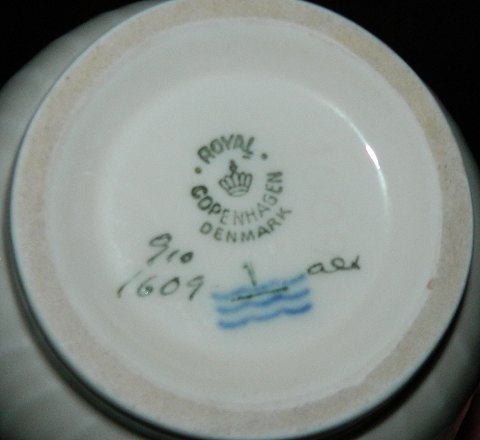 ROYAL
COPENHAGEN
DENMARK
910
1609